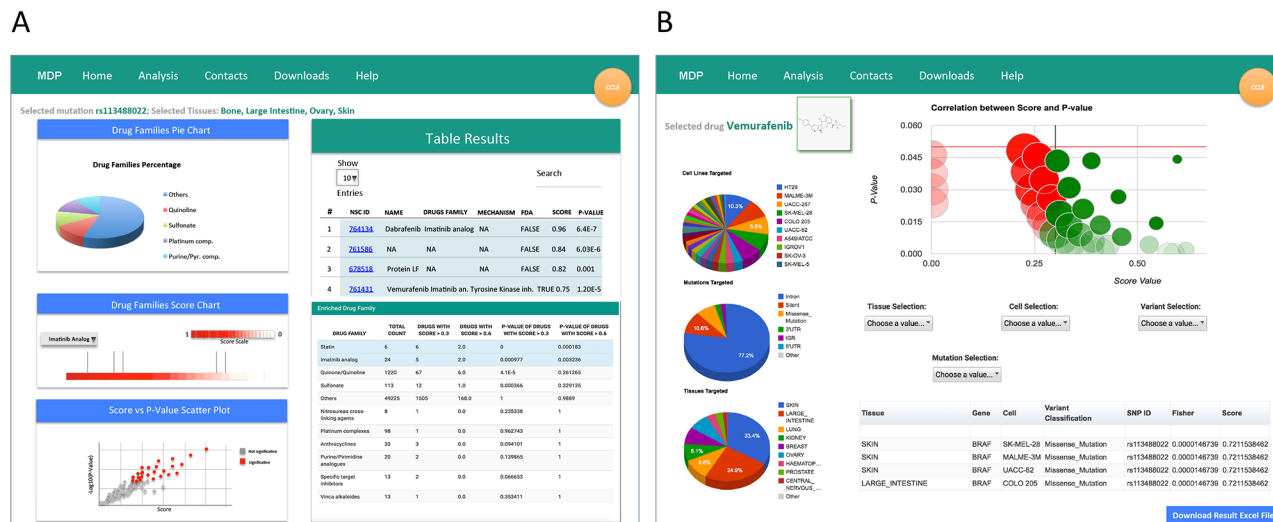 A
MDP Home Analysis Contacts Downloads Help
CCLE
Selected mutation rs113488022; Selected Tissues: Bone, Large Intestine, Ovary, Skin
Drug Families Pie Chart
Drug Families Percentage
Others
Quinoline
Sulfonate
Platinum comp.
Purine/Pyr. comp.
Drug Families Score Chart
Imatinib Analog
1 0
Score Scale
Score vs P-Value Scatter Plot
-Log10(P-Value)
Not significative
Significative
Score
Table Results
Show
10
Entries
Search
# NSC ID NAME DRUGS FAMILY MECHANISM FDA SCORE P-VALUE
1 764134 Dabrafenib Imatinib analog NA FALSE 0.96 6.4E-7
2 761586 NA NA NA FALSE 0.84 6.03E-6
3 678518 Protein LF NA NA FALSE 0.82 0.001
4 761431 Vemurafenib Imatinib an. Tyrosine Kinase inh. TRUE 0.75 1.20E-5
Enriched Drug Family
DRUG FAMILY TOTAL COUNT DRUGS WITH SCORE > 0.3 DRUGS WITH SCORE > 0.6 P-VALUE OF DRUGS WITH SCORE > 0.3 P-VALUE OF DRUGS WITH SCORE > 0.6
Statin 6 6 2.0 0 0.000183
Imatinib analog 24 5 2.0 0.000977 0.003236
Quinone/Quinoline 1220 67 6.0 4.1E-5 0.261265
Sulfonate 113 12 1.0 0.000366 0.329135
Others 49225 1505 168.0 1 0.9889
Nitrosureas cross-linking agents 8 1 0.0 0.235338 1
Platinum complexes 98 1 0.0 0.962743 1
Anthracyclines 33 3 0.0 0.094101 1
Purine/Pirimidine analogues 20 2 0.0 0.139865 1
Specific target inhibitors 13 2 0.0 0.066653 1
Vinca alkaloides 13 1 0.0 0.353411 1
B
MDP Home Analysis Contacts Downloads Help
CCLE
Selected drug Vemurafenib
Cell Lines Targeted
10.3%
8.8%
HT29
MALME-3M
UACC-257
SK-MEL-28
COLO 205
UACC-62
A549/ATCC
IGROV1
SK-OV-3
SK-MEL-5
Mutations Targeted
10.6%
77.2%
Intron
Silent
Missense_
Mutation
3'UTR
IGR
5'UTR
Other
Tissues Targeted
33.4%
24.9%
9.8%
8.1%
SKIN
LARGE_
INTESTINE
LUNG
KIDNEY
BREAST
OVARY
HAEMATOP...
PROSTATE
CENTRAL_
NERVOUS_...
Other
Correlation between Score and P-value
P-Value
0.060
0.045
0.030
0.015
0.000
0.00 0.25 0.50
Score Value
Tissue Selection: Cell Selection: Variant Selection:
Choose a value... Choose a value... Choose a value...
Mutation Selection:
Choose a value...
Tissue Gene Cell Variant Classification SNP ID Fisher Score
SKIN BRAF SK-MEL-28 Missense_Mutation rs113488022 0.0000146739 0.7211538462
SKIN BRAF MALME-3M Missense_Mutation rs113488022 0.0000146739 0.7211538462
SKIN BRAF UACC-62 Missense_Mutation rs113488022 0.0000146739 0.7211538462
LARGE_INTESTINE BRAF COLO 205 Missense_Mutation rs113488022 0.0000146739 0.7211538462
Download Result Excel File